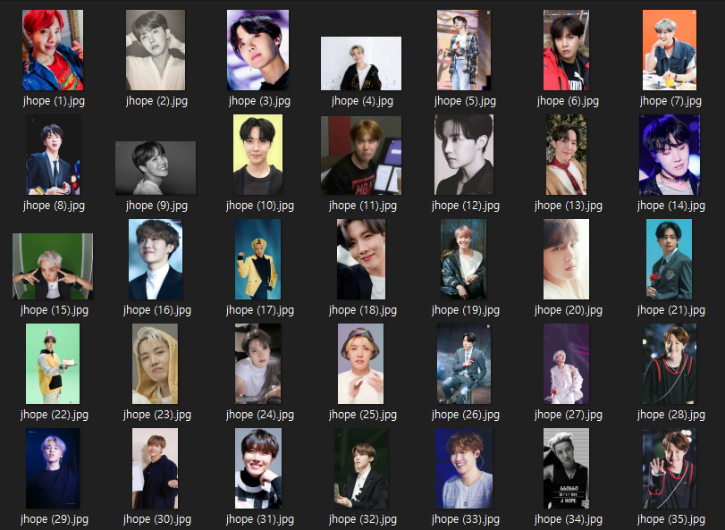 jhope (1).jpg
jhope (2).jpg
jhope (3).jpg
jhope (4).jpg
jhope (5).jpg
jhope (6).jpg
jhope (7).jpg
jhope (8).jpg
jhope (9).jpg
jhope (10).jpg
jhope (11).jpg
jhope (12).jpg
jhope (13).jpg
jhope (14).jpg
jhope (15).jpg
jhope (16).jpg
jhope (17).jpg
jhope (18).jpg
jhope (19).jpg
jhope (20).jpg
jhope (21).jpg
jhope (22).jpg
jhope (23).jpg
jhope (24).jpg
jhope (25).jpg
jhope (26).jpg
jhope (27).jpg
jhope (28).jpg
J HOPE
jhope (29).jpg
jhope (30).jpg
jhope (31).jpg
jhope (32).jpg
jhope (33).jpg
jhope (34).jpg
jhope (35).jpg